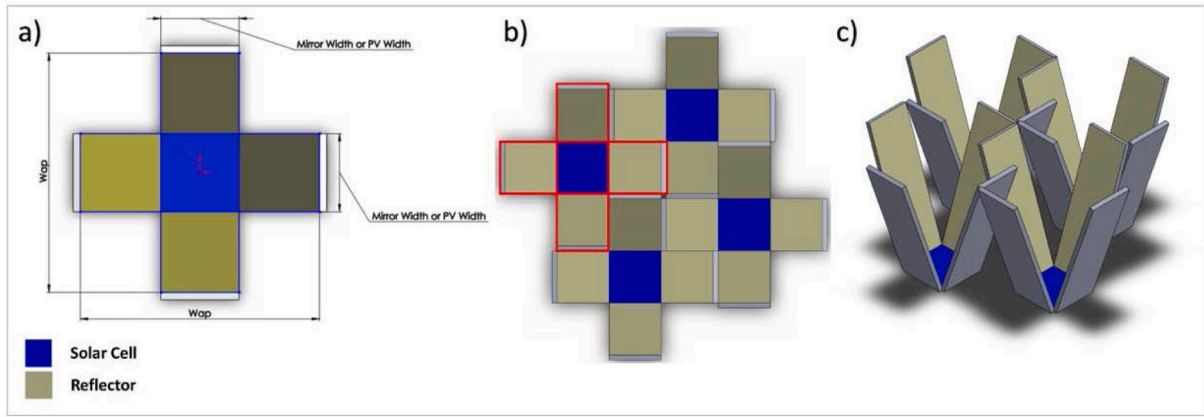 a)
Mirror Width or PV Width
Wap
Mirror Width or PV Width
Wap
Solar Cell
Reflector
b)
c)